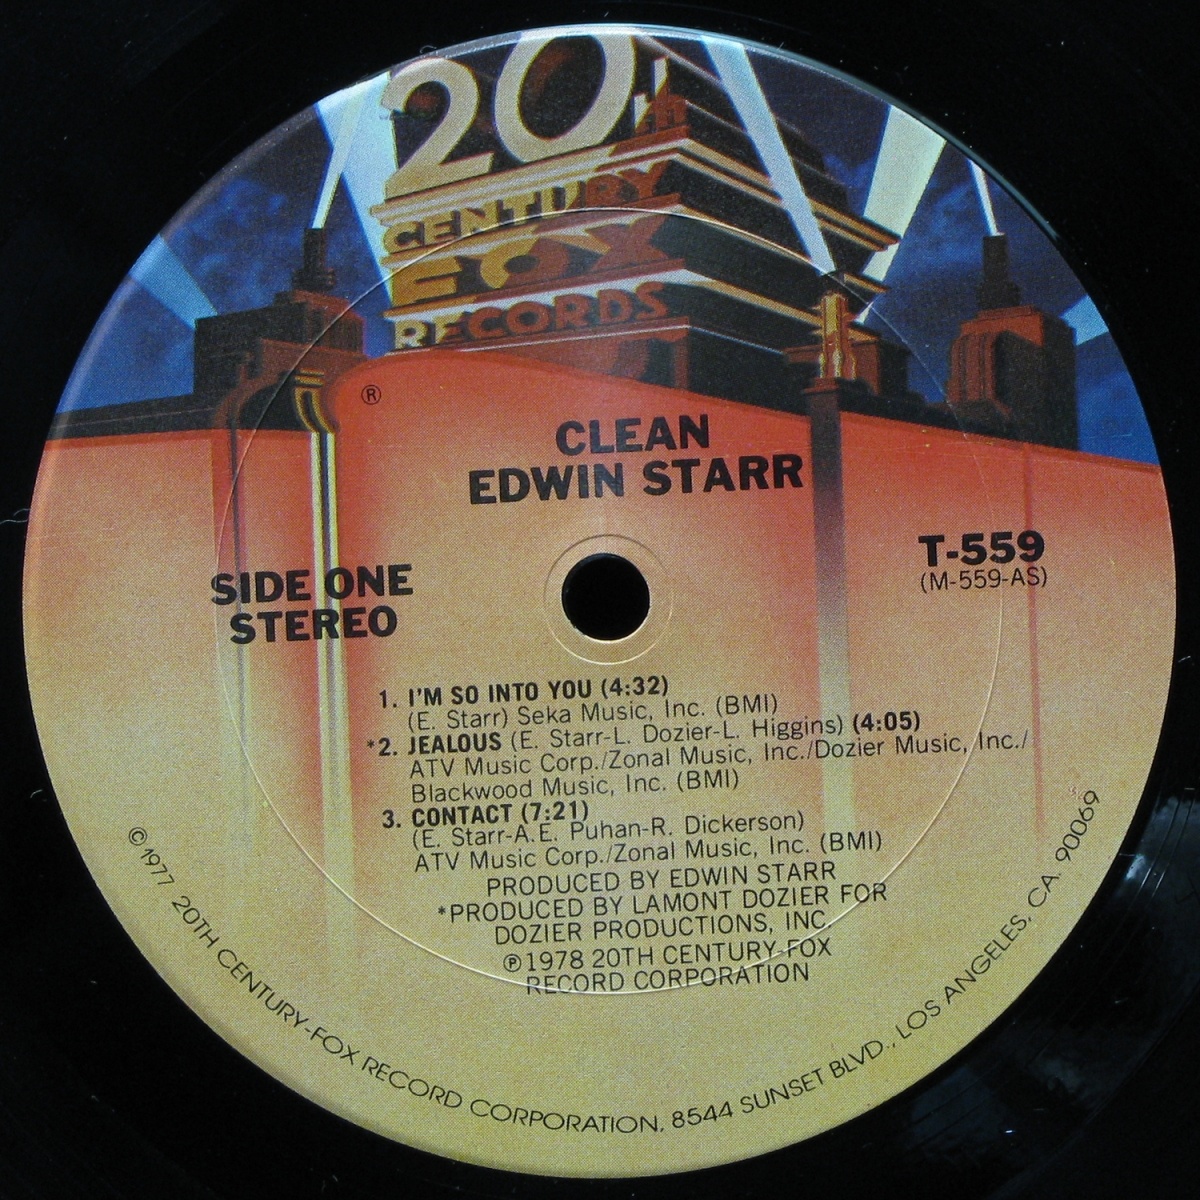 20th
CENTURY
FOX
RECORDS
®
CLEAN
EDWIN STARR
SIDE ONE
STEREO
T-559
(M-559-AS)
1. I'M SO INTO YOU (4:32)
(E. Starr) Seka Music, Inc. (BMI)
*2. JEALOUS (E. Starr-L. Dozier-L. Higgins) (4:05)
ATV Music Corp./Zonal Music, Inc./Dozier Music, Inc./
Blackwood Music, Inc. (BMI)
3. CONTACT (7:21)
(E. Starr-A.E. Puhan-R. Dickerson)
ATV Music Corp./Zonal Music, Inc. (BMI)
PRODUCED BY EDWIN STARR
*PRODUCED BY LAMONT DOZIER FOR
DOZIER PRODUCTIONS, INC.
℗1978 20TH CENTURY-FOX
RECORD CORPORATION
©1977 20TH CENTURY-FOX RECORD CORPORATION, 8544 SUNSET BLVD., LOS ANGELES, CA. 90069